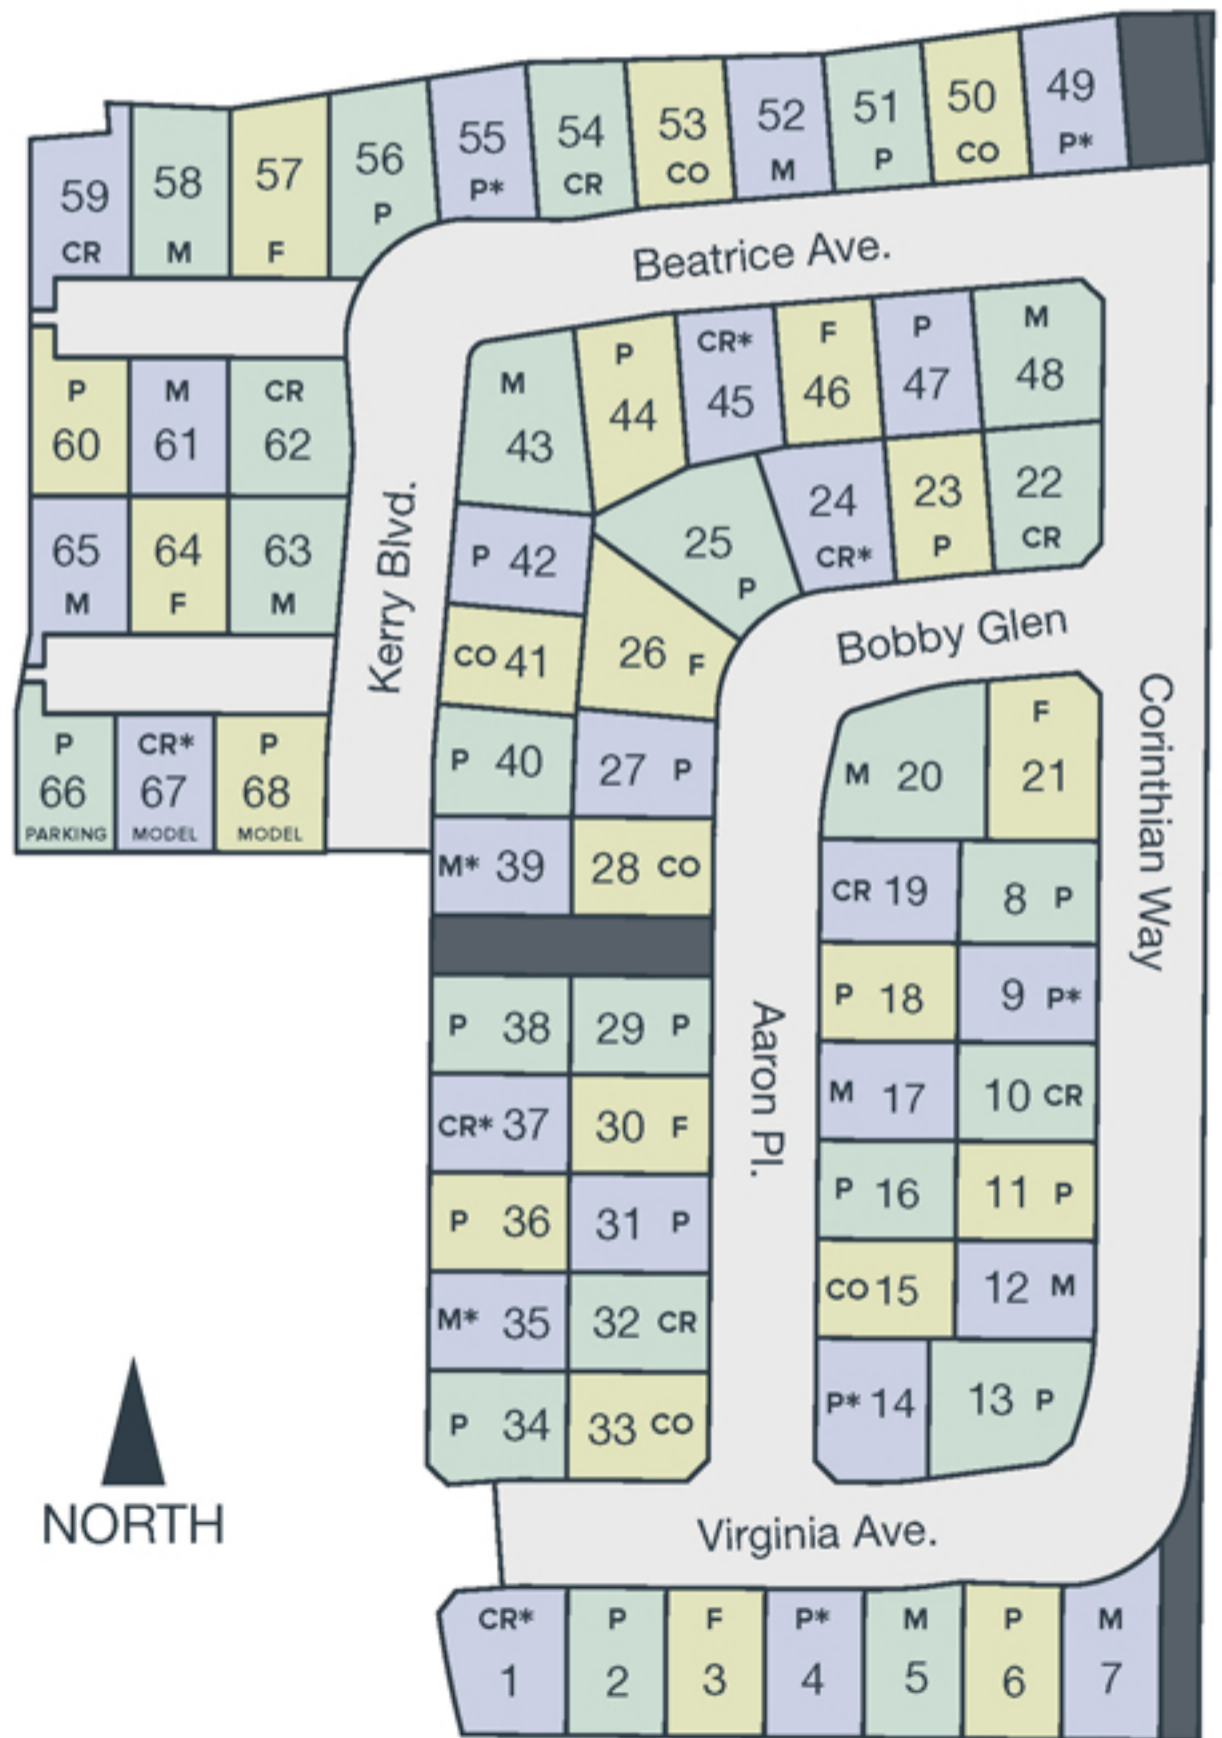 49
P*
50
CO
51
P
52
M
53
CO
54
CR
55
P*
56
P
57
F
58
M
59
CR
Beatrice Ave.
M
43
P
44
CR*
45
F
46
P
47
M
48
P
60
M
61
CR
62
65
M
64
F
63
M
Kerry Blvd.
P 42
CO 41
P 40
M* 39
25
P
24
CR*
23
P
22
CR
26 F
27 P
28 CO
Bobby Glen
P
66
PARKING
CR*
67
MODEL
P
68
MODEL
M 20
F
21
Corinthian Way
CR 19
8 P
P 18
9 P*
M 17
10 CR
P 16
11 P
CO 15
12 M
P* 14
13 P
Aaron Pl.
P 38
29 P
CR* 37
30 F
P 36
31 P
M* 35
32 CR
P 34
33 CO
NORTH
Virginia Ave.
CR*
1
P
2
F
3
P*
4
M
5
P
6
M
7